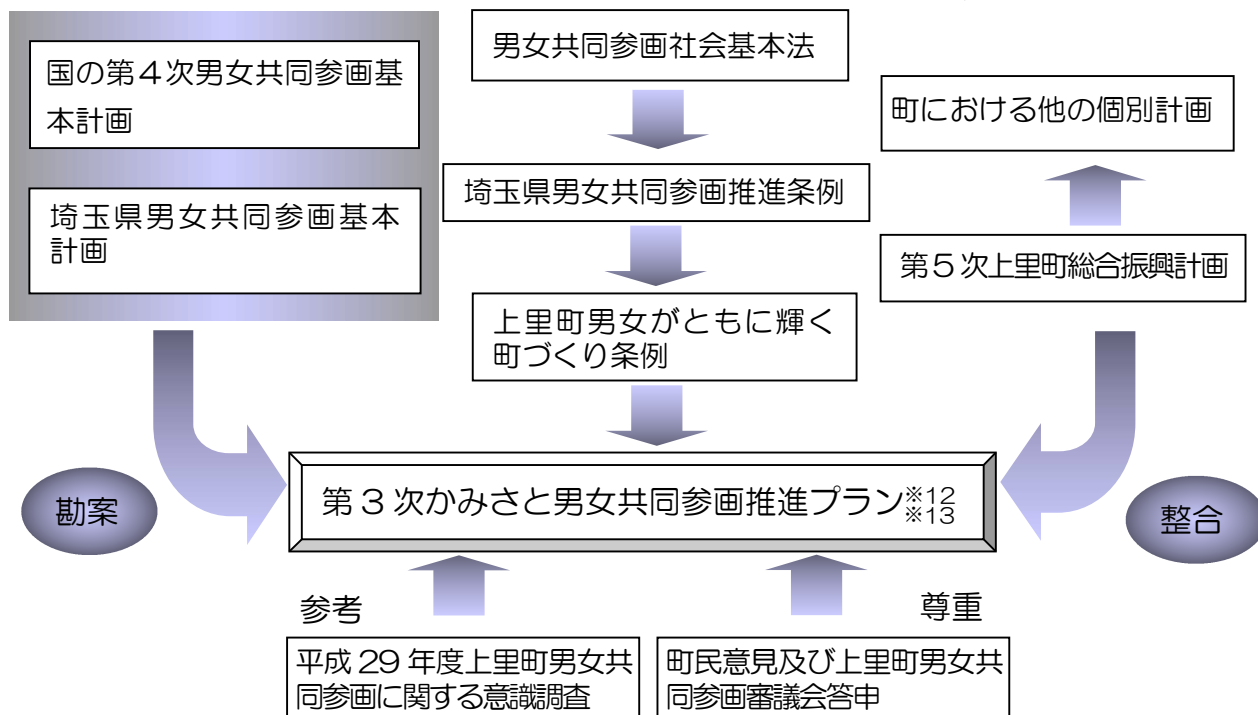 国の第4次男女共同参画基
本計画
埼玉県男女共同参画基本
計画
男女共同参画社会基本法
埼玉県男女共同参画推進条例
上里町男女がともに輝く
町づくり条例
町における他の個別計画
第5次上里町総合振興計画
勘案
第3次かみさと男女共同参画推進プラン※12
※13
整合
参考
尊重
平成29年度上里町男女共
同参画に関する意識調査
町民意見及び上里町男女共
同参画審議会答申